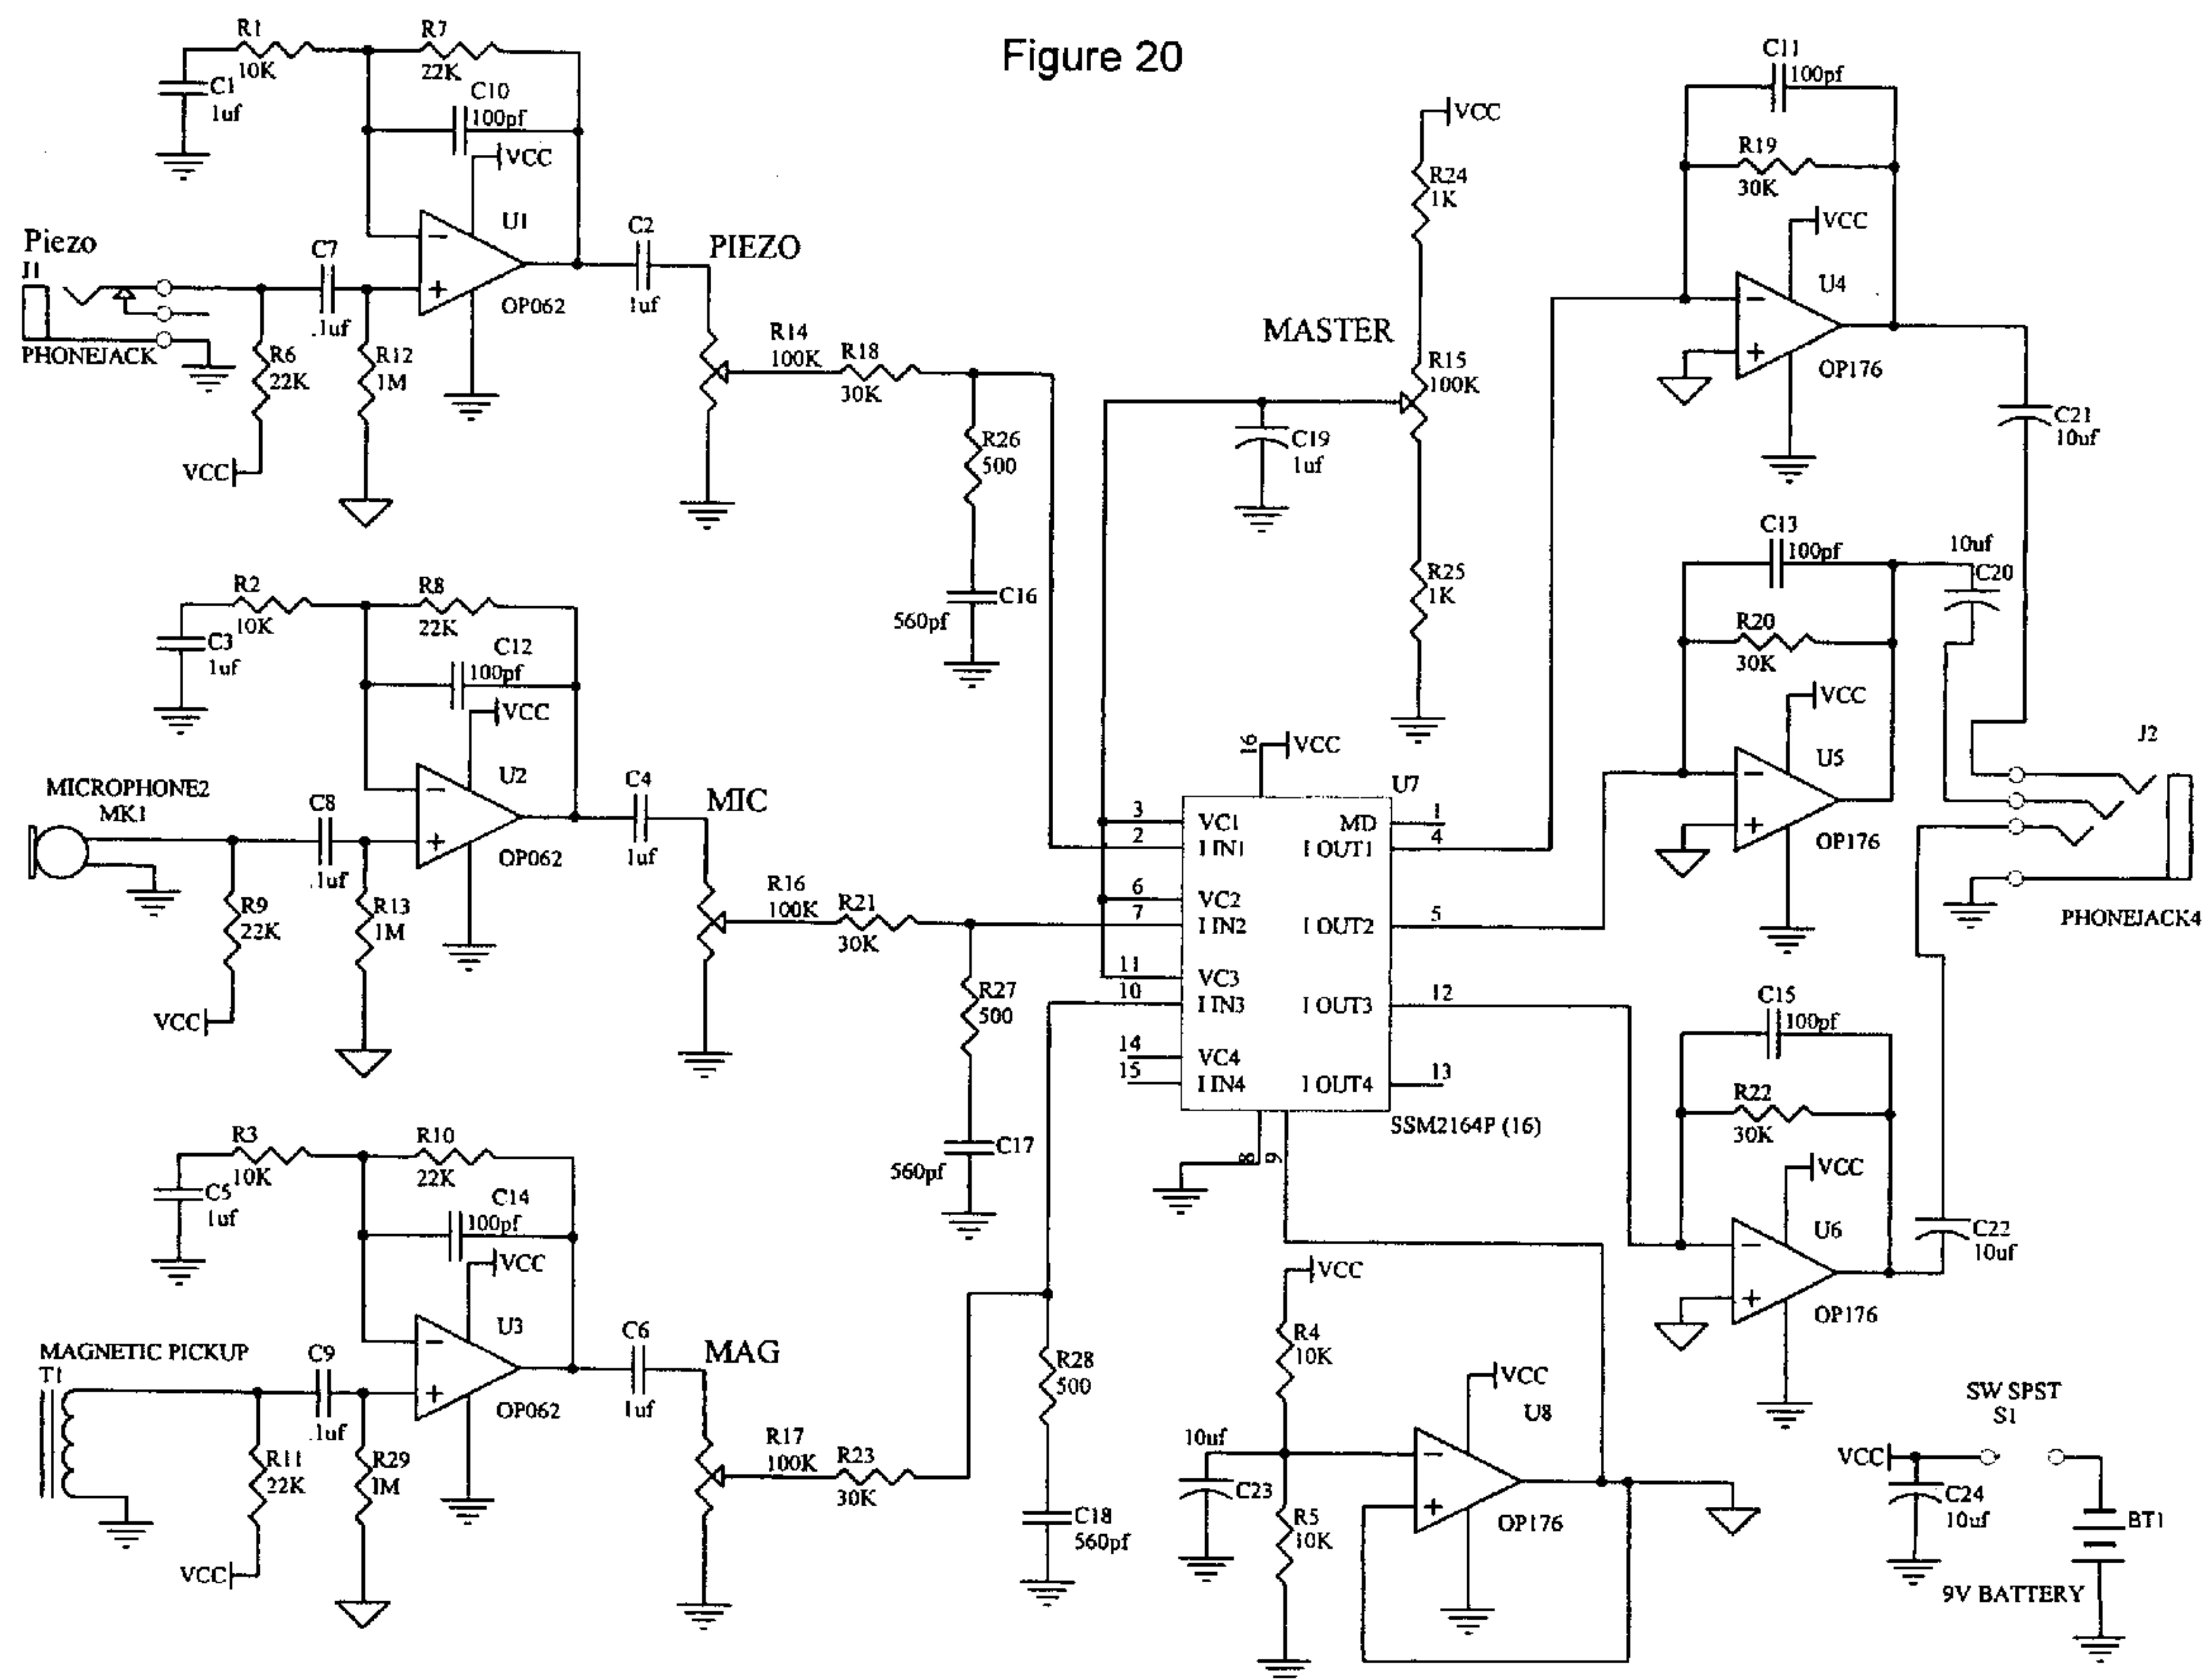 Figure 20
R1
10K
R7
22K
C1
1uf
C10
100pf
VCC
U1
OP062
Piezo
J1
PHONEJACK
C7
.1uf
R6
22K
R12
1M
VCC
C2
1uf
PIEZO
R14
100K
R18
30K
R26
500
C16
560pf
R2
10K
R8
22K
C3
1uf
C12
100pf
VCC
U2
OP062
MICROPHONE2
MK1
C8
.1uf
R9
22K
R13
1M
VCC
C4
1uf
MIC
R16
100K
R21
30K
R27
500
C17
560pf
R3
10K
R10
22K
C5
1uf
C14
100pf
VCC
U3
OP062
MAGNETIC PICKUP
T1
C9
.1uf
R11
22K
R29
1M
VCC
C6
1uf
MAG
R17
100K
R23
30K
R28
500
C18
560pf
VCC
R24
1K
MASTER
R15
100K
C19
1uf
R25
1K
16
VCC
U7
3
VC1
2
I IN1
6
VC2
7
I IN2
11
VC3
10
I IN3
14
VC4
15
I IN4
MD
1
I OUT1
4
I OUT2
5
I OUT3
12
I OUT4
13
SSM2164P (16)
8
9
VCC
R4
10K
10uf
C23
R5
10K
VCC
U8
OP176
C11
100pf
R19
30K
VCC
U4
OP176
C21
10uf
C13
100pf
10uf
C20
R20
30K
VCC
U5
OP176
J2
PHONEJACK4
C15
100pf
R22
30K
VCC
U6
OP176
C22
10uf
SW SPST
S1
VCC
C24
10uf
BT1
9V BATTERY